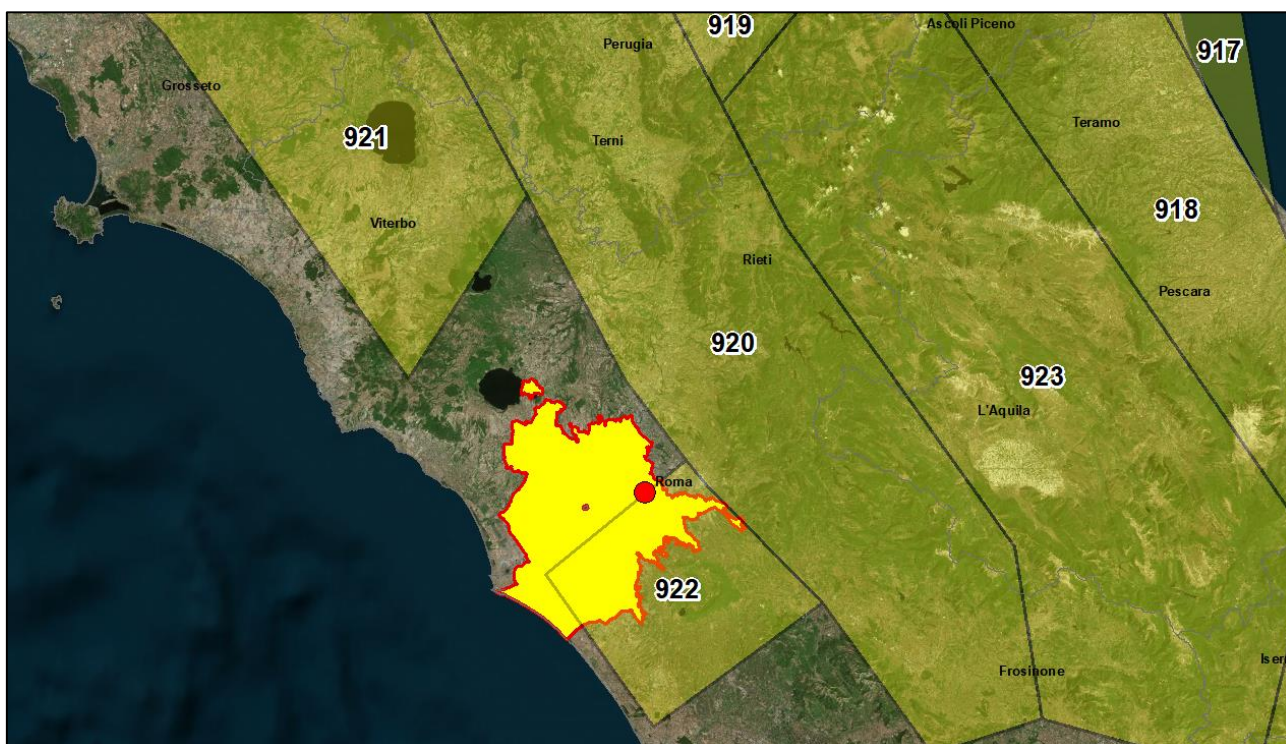 919
Ascoli Piceno
917
Perugia
Grosseto
921
Terni
Teramo
Viterbo
918
Rieti
Pescara
920
923
L'Aquila
Roma
922
Frosinone
Isern